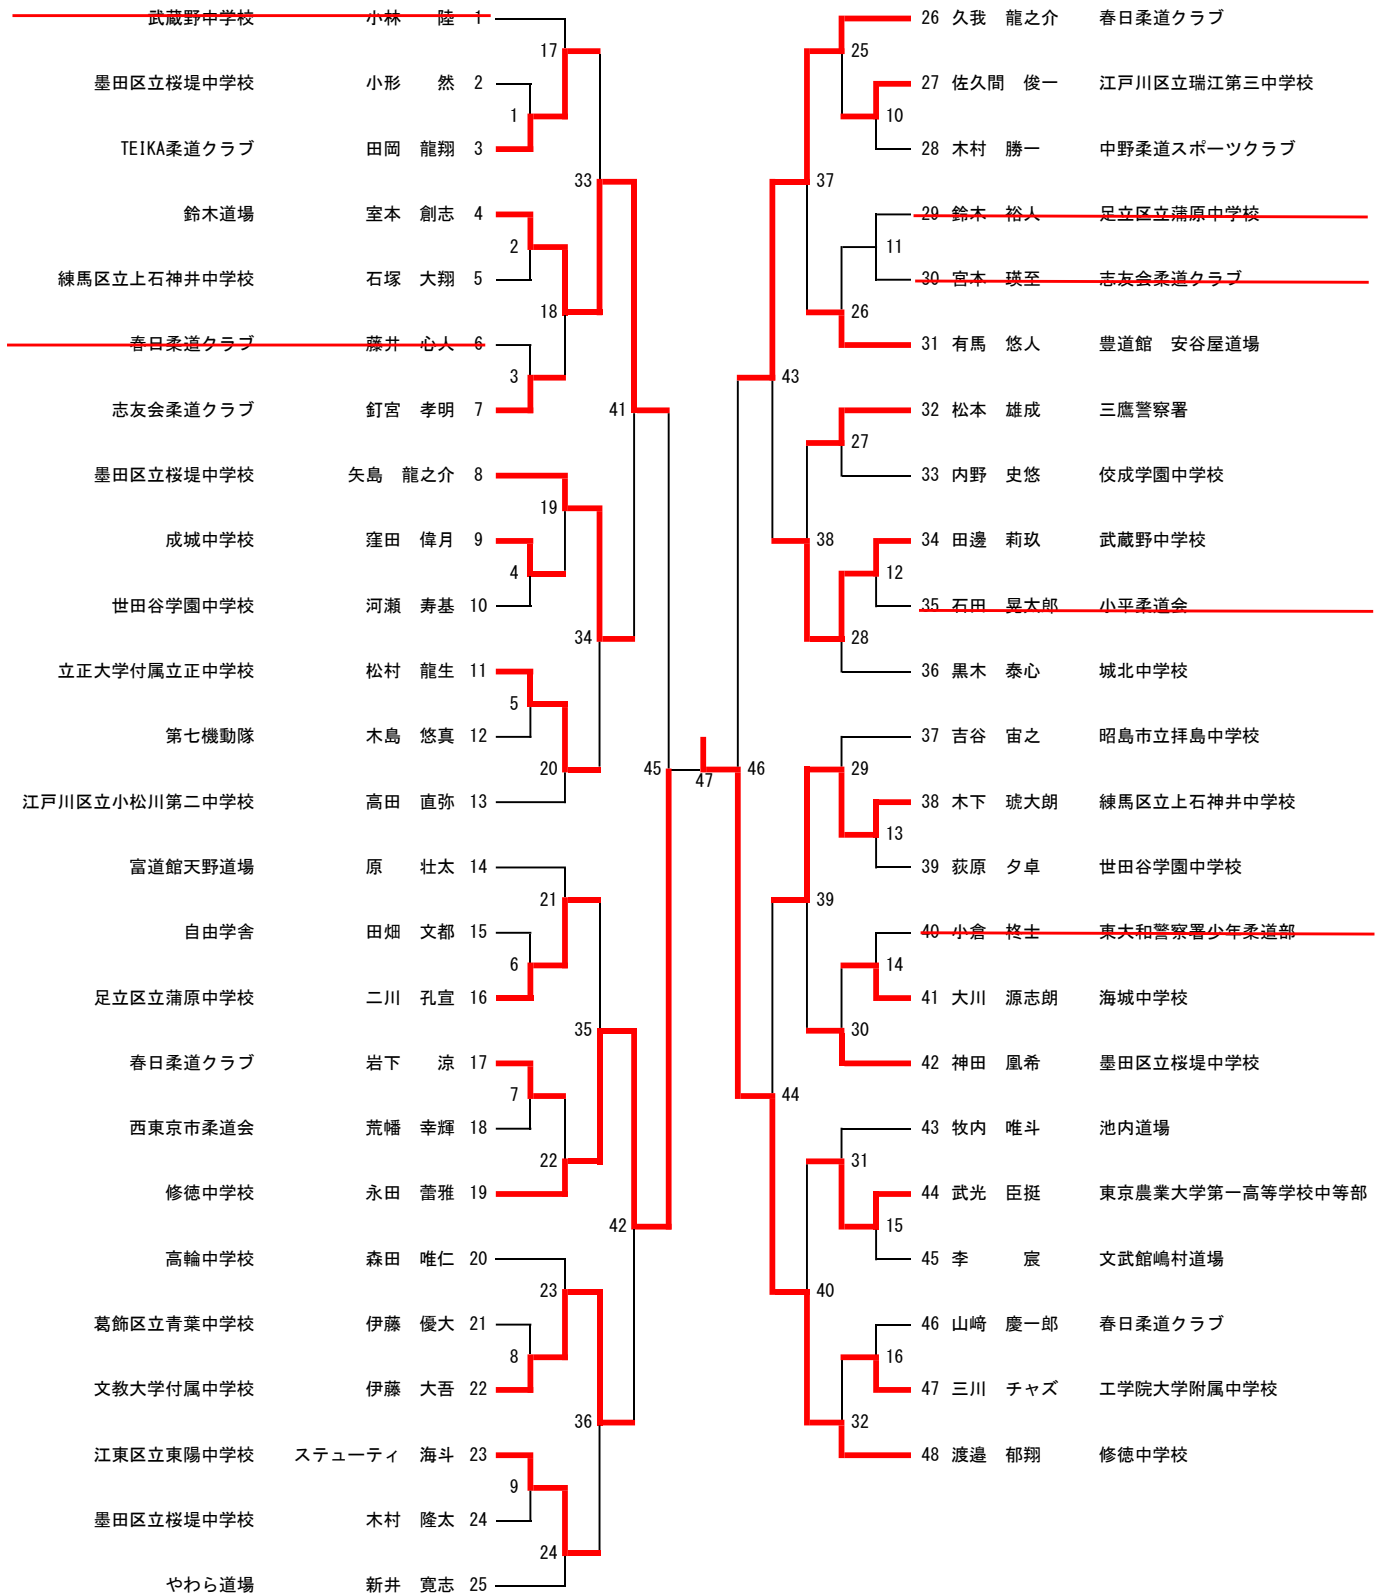 武蔵野中学校 小林 陸 1
墨田区立桜堤中学校 小形 然 2
TEIKA柔道クラブ 田岡 龍翔 3
鈴木道場 室本 創志 4
練馬区立上石神井中学校 石塚 大翔 5
春日柔道クラブ 藤井 心人 6
志友会柔道クラブ 釘宮 孝明 7
墨田区立桜堤中学校 矢島 龍之介 8
成城中学校 窪田 偉月 9
世田谷学園中学校 河瀬 寿基 10
立正大学付属立正中学校 松村 龍生 11
第七機動隊 木島 悠真 12
江戸川区立小松川第二中学校 高田 直弥 13
富道館天野道場 原 壮太 14
自由学舎 田畑 文都 15
足立区立蒲原中学校 二川 孔宣 16
春日柔道クラブ 岩下 涼 17
西東京市柔道会 荒幡 幸輝 18
修徳中学校 永田 蕾雅 19
高輪中学校 森田 唯仁 20
葛飾区立青葉中学校 伊藤 優大 21
文教大学付属中学校 伊藤 大吾 22
江東区立東陽中学校 ステューティ 海斗 23
墨田区立桜堤中学校 木村 隆太 24
やわら道場 新井 寛志 25
17
1
33
2
18
3
41
19
4
34
5
20
45
21
6
35
7
22
42
23
8
36
9
24
47
46
25
10
37
11
26
43
27
38
12
28
29
13
39
14
30
44
31
15
40
16
32
26 久我 龍之介 春日柔道クラブ
27 佐久間 俊一 江戸川区立瑞江第三中学校
28 木村 勝一 中野柔道スポーツクラブ
29 鈴木 裕人 足立区立蒲原中学校
30 宮本 瑛至 志友会柔道クラブ
31 有馬 悠人 豊道館 安谷屋道場
32 松本 雄成 三鷹警察署
33 内野 史悠 佼成学園中学校
34 田邊 莉玖 武蔵野中学校
35 石田 晃太郎 小平柔道会
36 黒木 泰心 城北中学校
37 吉谷 宙之 昭島市立拝島中学校
38 木下 琥大朗 練馬区立上石神井中学校
39 荻原 夕卓 世田谷学園中学校
40 小倉 柊士 東大和警察署少年柔道部
41 大川 源志朗 海城中学校
42 神田 凰希 墨田区立桜堤中学校
43 牧内 唯斗 池内道場
44 武光 臣挺 東京農業大学第一高等学校中等部
45 李 宸 文武館嶋村道場
46 山﨑 慶一郎 春日柔道クラブ
47 三川 チャズ 工学院大学附属中学校
48 渡邉 郁翔 修徳中学校